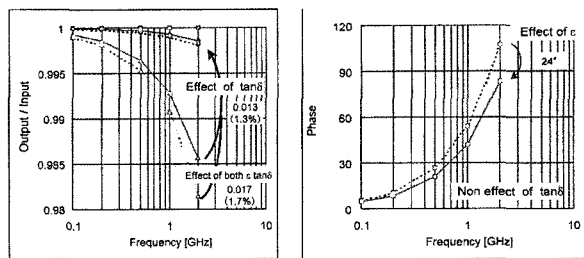 1
0.995
0.99
0.985
0.98
Output / Input
Effect of tanδ
0.013
(1.3%)
Effect of both ε tanδ
0.017
(1.7%)
0.1
1
10
Frequency [GHz]
120
90
60
30
0
Phase
Effect of ε
24°
Non effect of tanδ
0.1
1
10
Frequency [GHz]